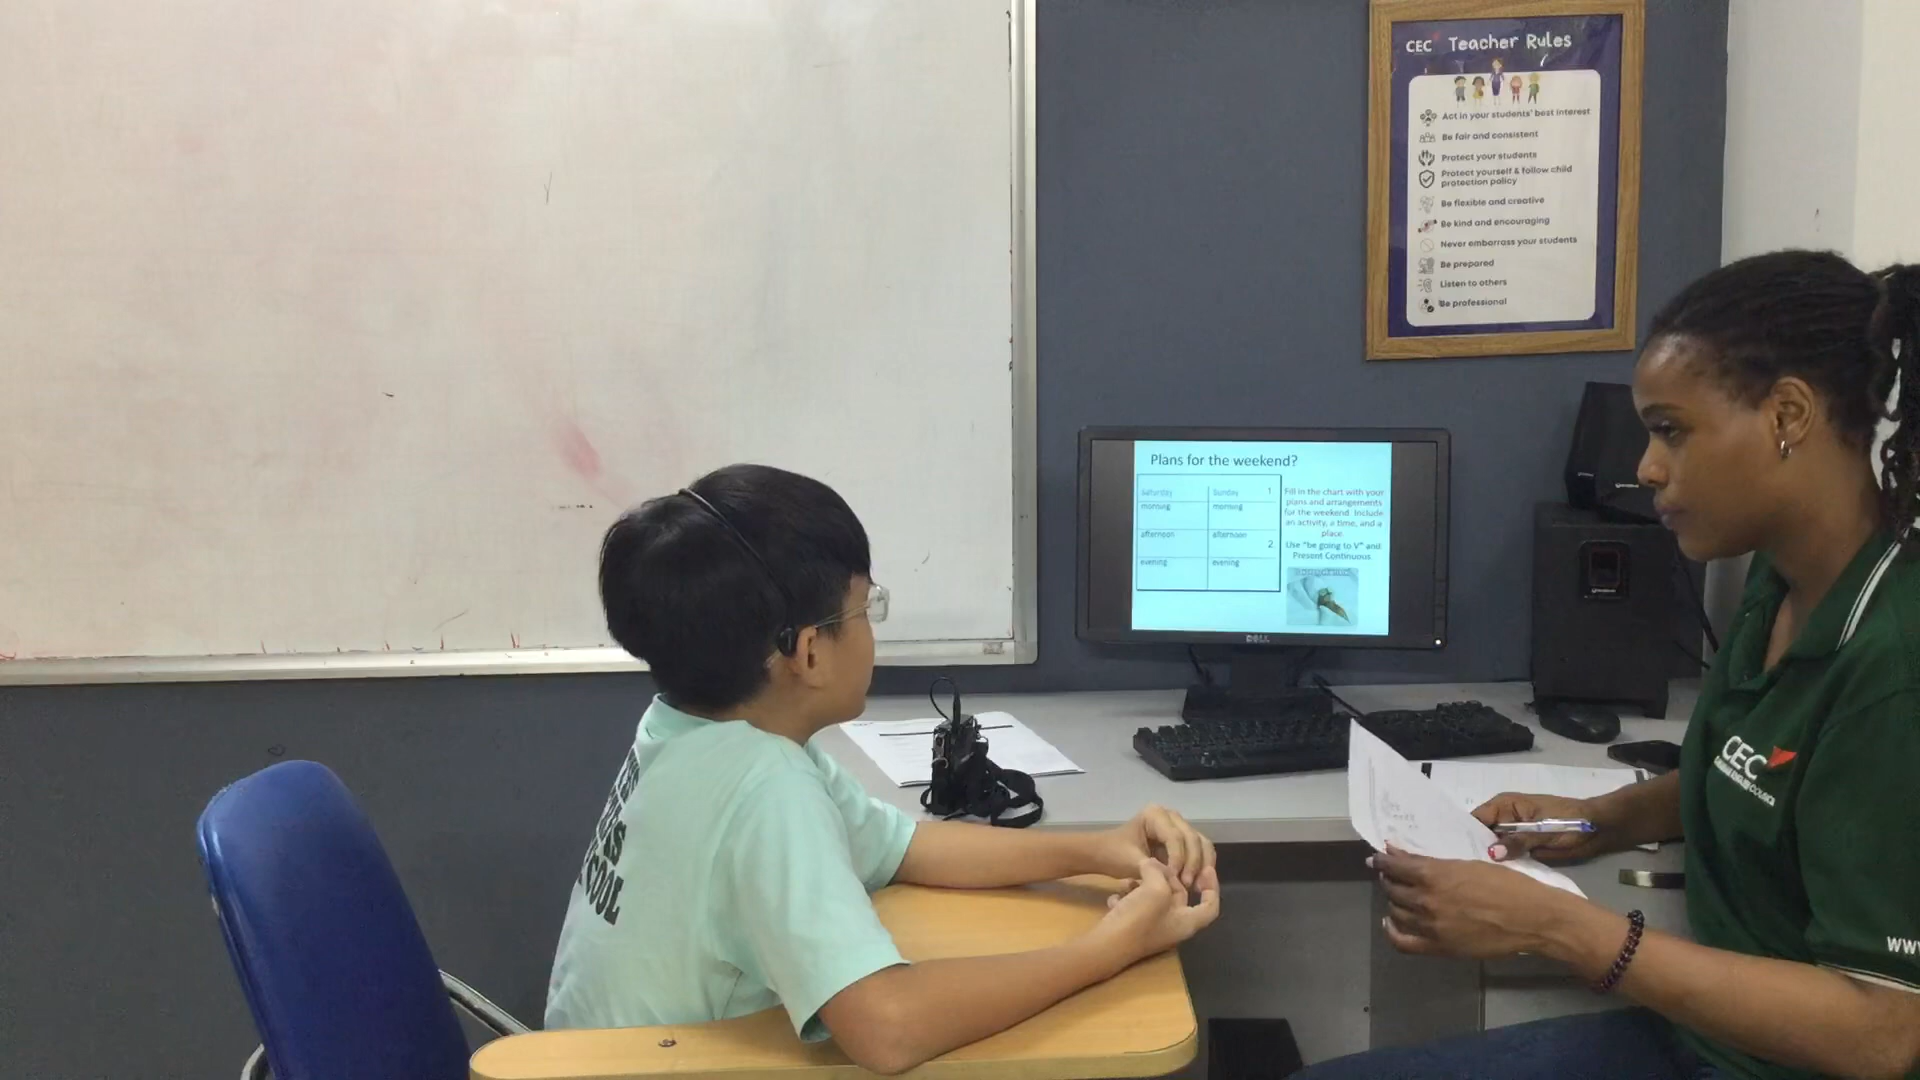 CEC Teacher Rules
Act in your students' best interest
Be fair and consistent
Protect your students
Protect yourself & follow child
protection policy
Be flexible and creative
Be kind and encouraging
Never embarrass your students
Be prepared
Listen to others
Be professional
Plans for the weekend?
Saturday
Sunday
1
morning
morning
afternoon
afternoon
2
evening
evening
Fill in the chart with your
plans and arrangements
for the weekend. Include
an activity, a time, and a
place.
Use "be going to V" and
Present Continuous
DELL
COOL
CEC
WWW